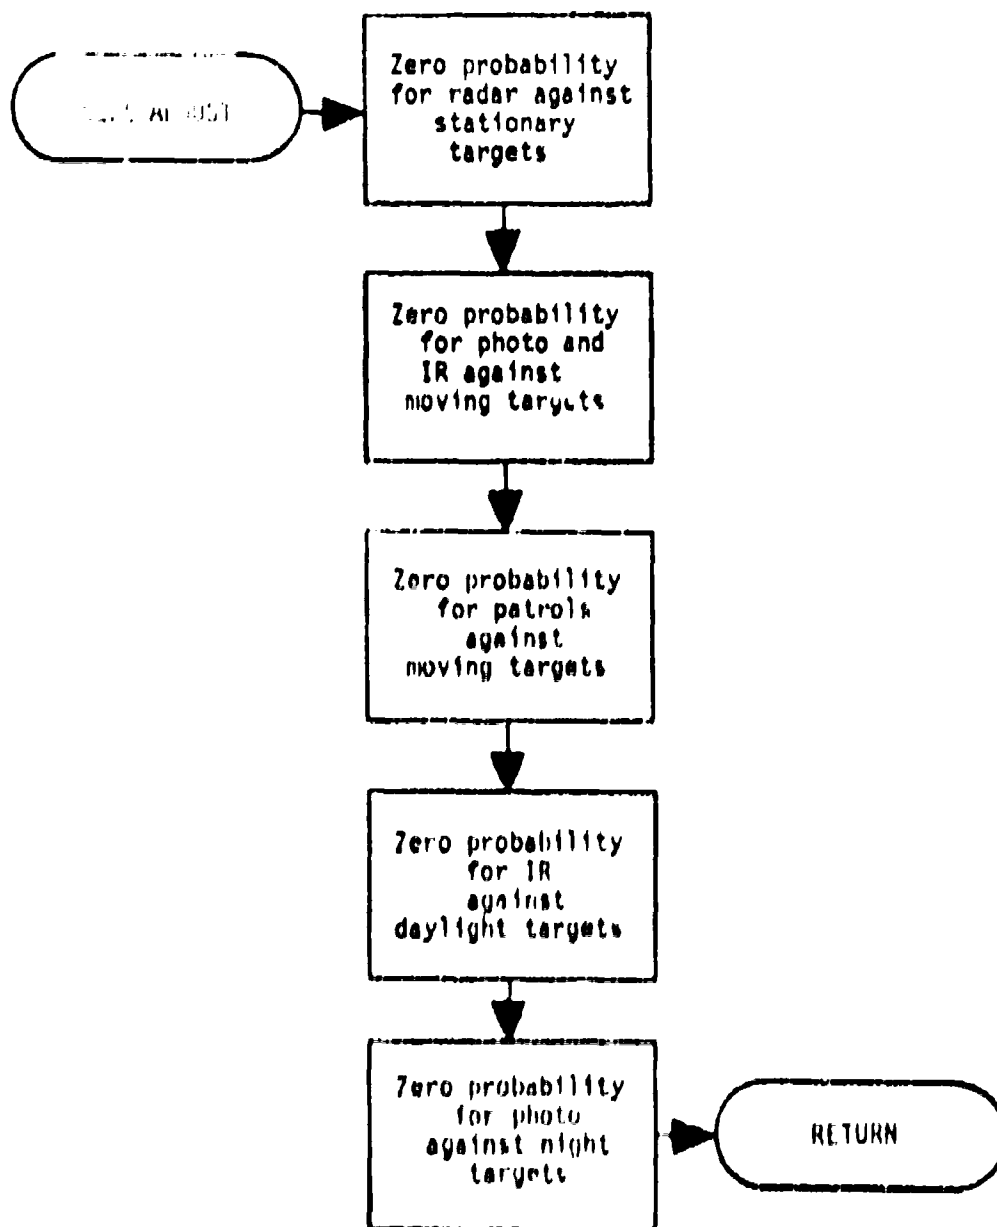 Zero probability
for radar against
stationary
targets
Zero probability
for photo and
IR against
moving targets
Zero probability
for patrols
against
moving targets
Zero probability
for IR
against
daylight targets
Zero probability
for photo
against night
targets
RETURN